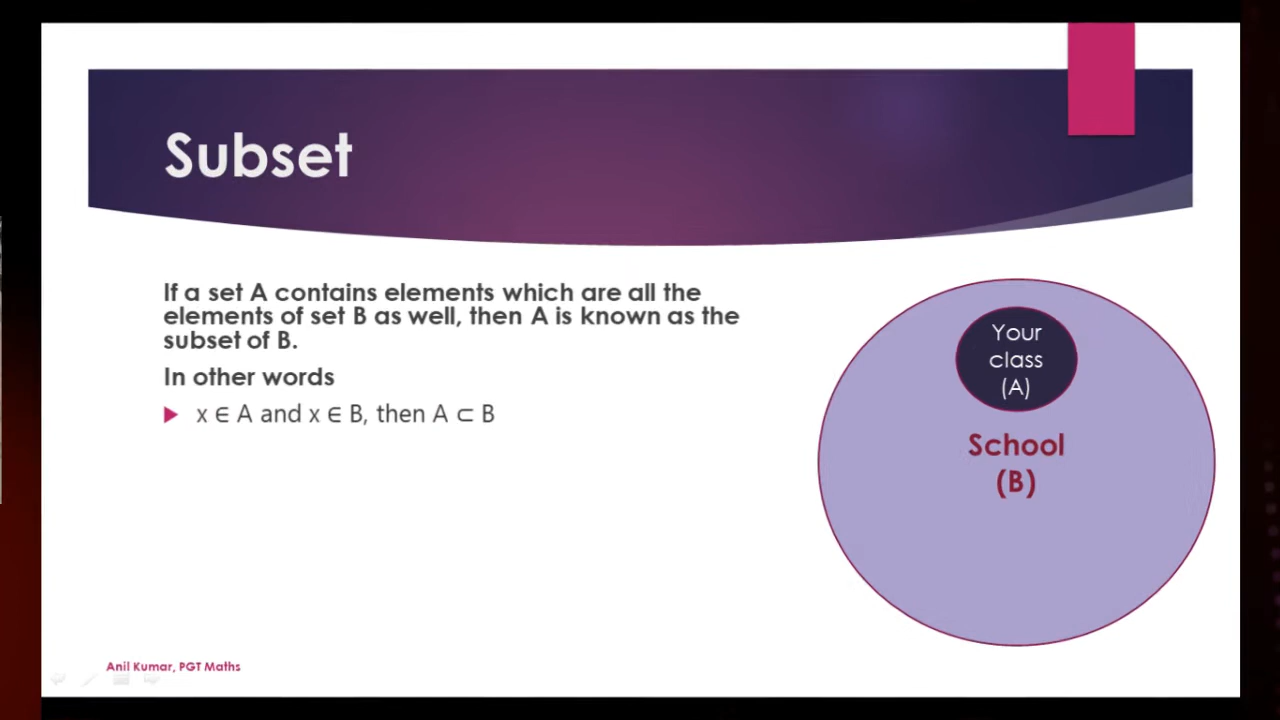 Subset
If a set A contains elements which are all the
elements of set B as well, then A is known as the
subset of B.
In other words
x ∈ A and x ∈ B, then A ⊂ B
Your
class
(A)
School
(B)
Anil Kumar, PGT Maths